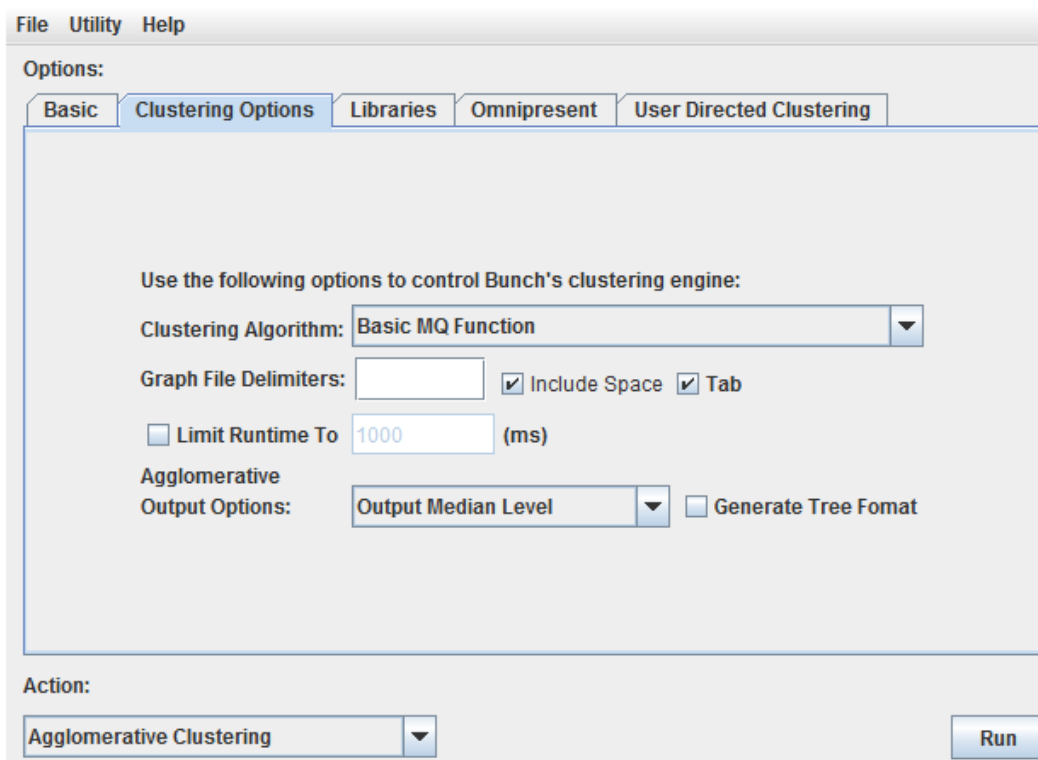 File Utility Help
Options:
Basic Clustering Options Libraries Omnipresent User Directed Clustering
Use the following options to control Bunch's clustering engine:
Clustering Algorithm: Basic MQ Function
Graph File Delimiters: Include Space Tab
Limit Runtime To 1000 (ms)
Agglomerative
Output Options: Output Median Level Generate Tree Fomat
Action:
Agglomerative Clustering Run